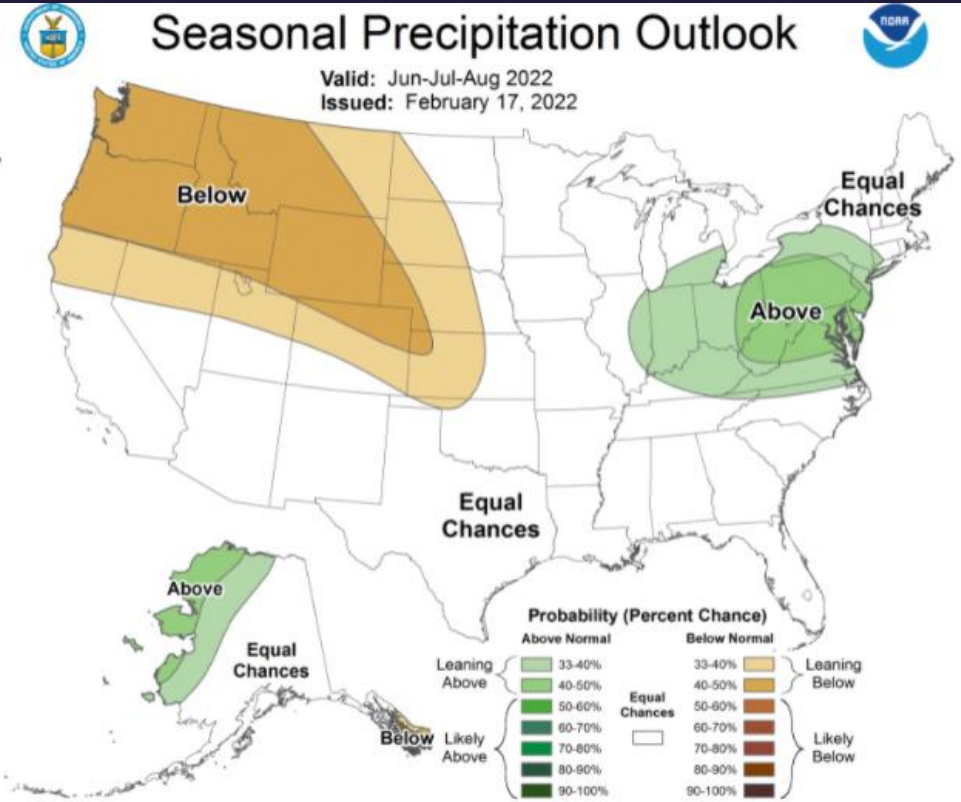 Seasonal Precipitation Outlook
NOAA
Valid: Jun-Jul-Aug 2022
Issued: February 17, 2022
Below
Equal
Chances
Above
Equal
Chances
Above
Equal
Chances
Below
Probability (Percent Chance)
Above Normal
Below Normal
Leaning
Above
33-40%
40-50%
Likely
Above
50-60%
60-70%
70-80%
80-90%
90-100%
Equal
Chances
33-40%
40-50%
Leaning
Below
50-60%
60-70%
70-80%
80-90%
90-100%
Likely
Below